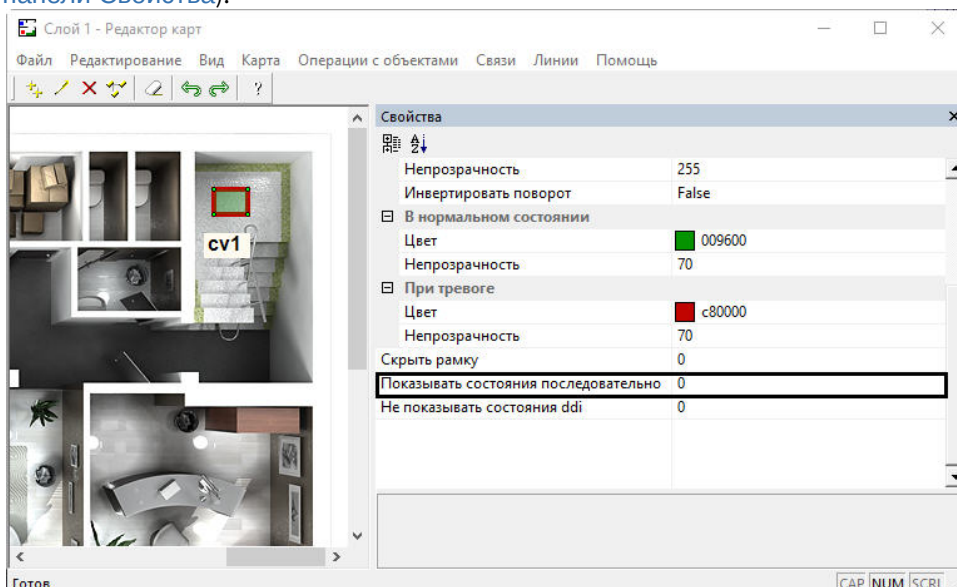 панели Свойства).
Слой 1 - Редактор карт
Файл Редактирование Вид Карта Операции с объектами Связи Линии Помощь
?
Свойства
Непрозрачность 255
Инвертировать поворот False
В нормальном состоянии
Цвет 009600
Непрозрачность 70
При тревоге
Цвет c80000
Непрозрачность 70
Скрыть рамку 0
Показывать состояния последовательно 0
Не показывать состояния ddi 0
cv1
Готов CAP NUM SCRL